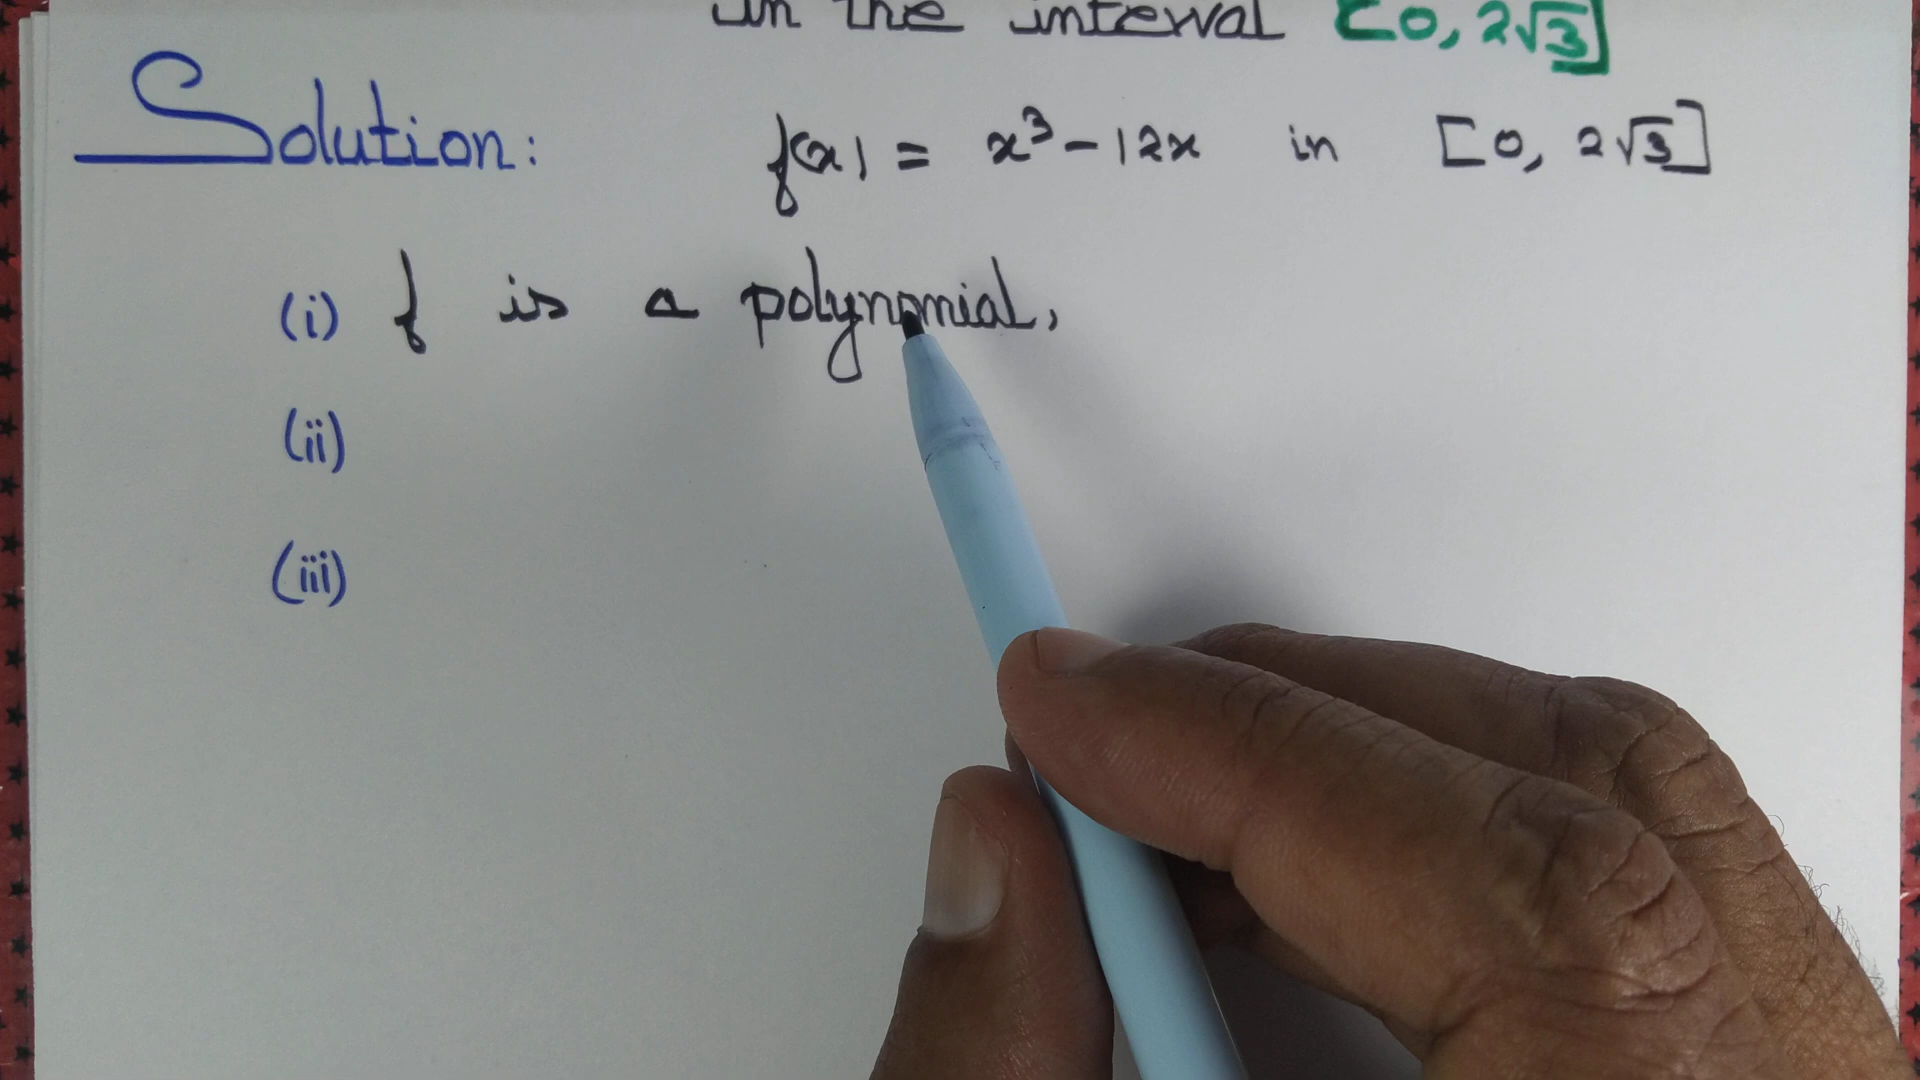 in the interval [0, 2√3]
Solution: f(x) = x³ - 12x in [0, 2√3]
(i) f is a polynomial,
(ii)
(iii)